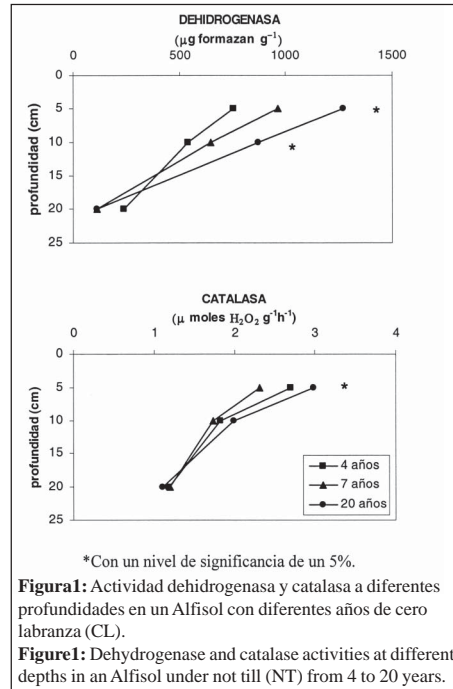 DEHIDROGENASA
(µg formazan g⁻¹)
0 500 1000 1500
0
5
10
15
20
25
profundidad (cm)
*
*
CATALASA
(µ moles H₂O₂ g⁻¹h⁻¹)
0 1 2 3 4
0
5
10
15
20
25
profundidad (cm)
*
4 años
7 años
20 años
*Con un nivel de significancia de un 5%.
Figura1: Actividad dehidrogenasa y catalasa a diferentes
profundidades en un Alfisol con diferentes años de cero
labranza (CL).
Figure1: Dehydrogenase and catalase activities at different
depths in an Alfisol under not till (NT) from 4 to 20 years.